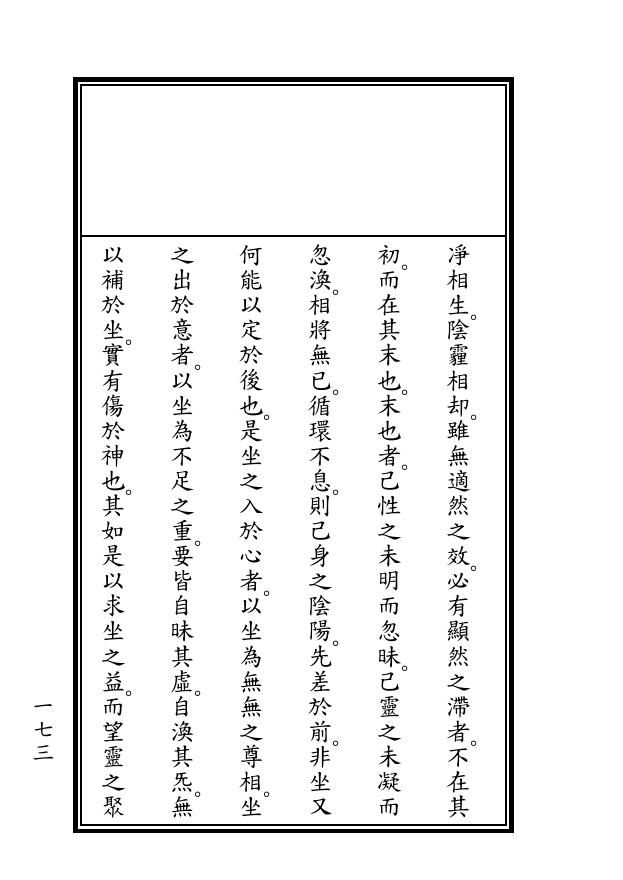 凈相生。陰霾相却。雖無適然之效。必有顯然之滯者。不在其
初。而在其末也。末也者。己性之未明而忽昧。己靈之未凝而
忽渙。相將無已。循環不息。則己身之陰陽。先差於前。非坐又
何能以定於後也。是坐之入於心者。以坐為無無之尊相。坐
之出於意者。以坐為不足之重。要皆自昧其虛。自渙其炁。無
以補於坐。實有傷於神也。其如是以求坐之益。而望靈之聚
一七三